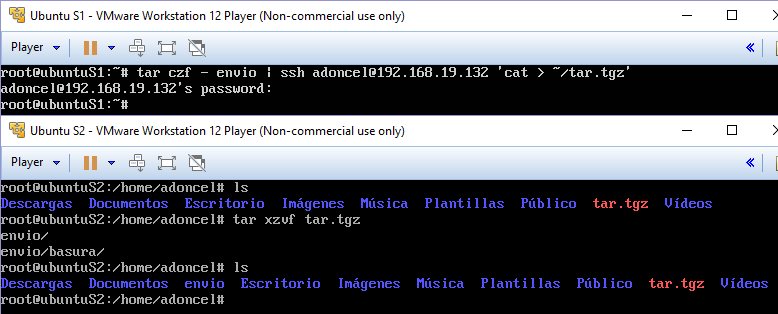 Ubuntu S1 - VMware Workstation 12 Player (Non-commercial use only)
Player
root@ubuntuS1:~# tar czf - envio | ssh adoncel@192.168.19.132 'cat > ~/tar.tgz'
adoncel@192.168.19.132's password:
root@ubuntuS1:~#
Ubuntu S2 - VMware Workstation 12 Player (Non-commercial use only)
Player
root@ubuntuS2:/home/adoncel# ls
Descargas Documentos Escritorio Imágenes Música Plantillas Público tar.tgz Vídeos
root@ubuntuS2:/home/adoncel# tar xzvf tar.tgz
envio/
envio/basura/
root@ubuntuS2:/home/adoncel# ls
Descargas Documentos envio Escritorio Imágenes Música Plantillas Público tar.tgz Vídeos
root@ubuntuS2:/home/adoncel#